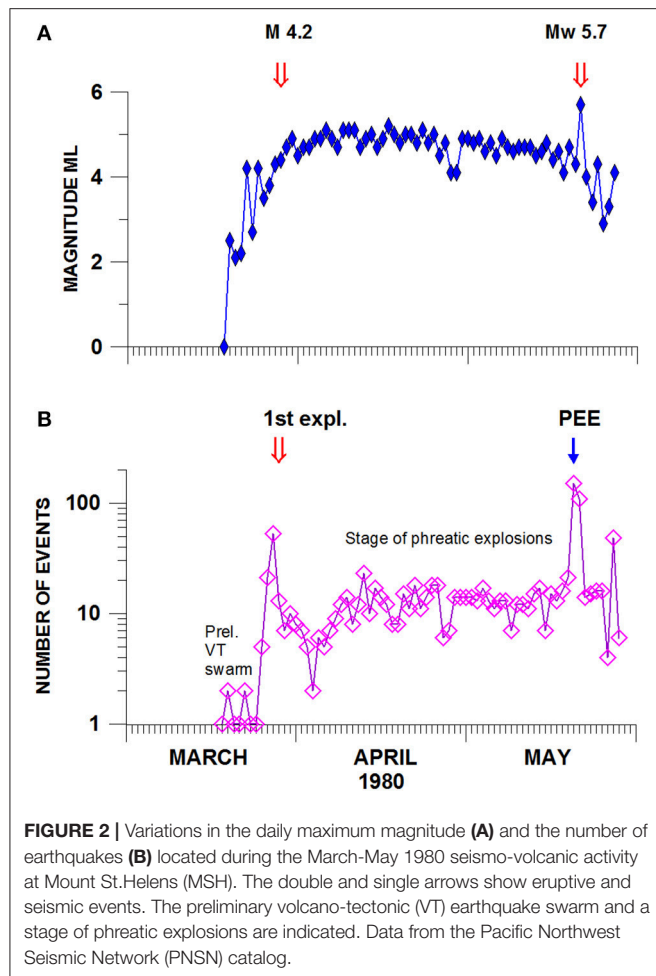 A
M 4.2
Mw 5.7
6
4
2
0
MAGNITUDE ML
B
1st expl.
PEE
100
10
1
NUMBER OF EVENTS
Stage of phreatic explosions
Prel.
VT
swarm
MARCH
APRIL
MAY
1980
FIGURE 2 | Variations in the daily maximum magnitude (A) and the number of
earthquakes (B) located during the March-May 1980 seismo-volcanic activity
at Mount St.Helens (MSH). The double and single arrows show eruptive and
seismic events. The preliminary volcano-tectonic (VT) earthquake swarm and a
stage of phreatic explosions are indicated. Data from the Pacific Northwest
Seismic Network (PNSN) catalog.